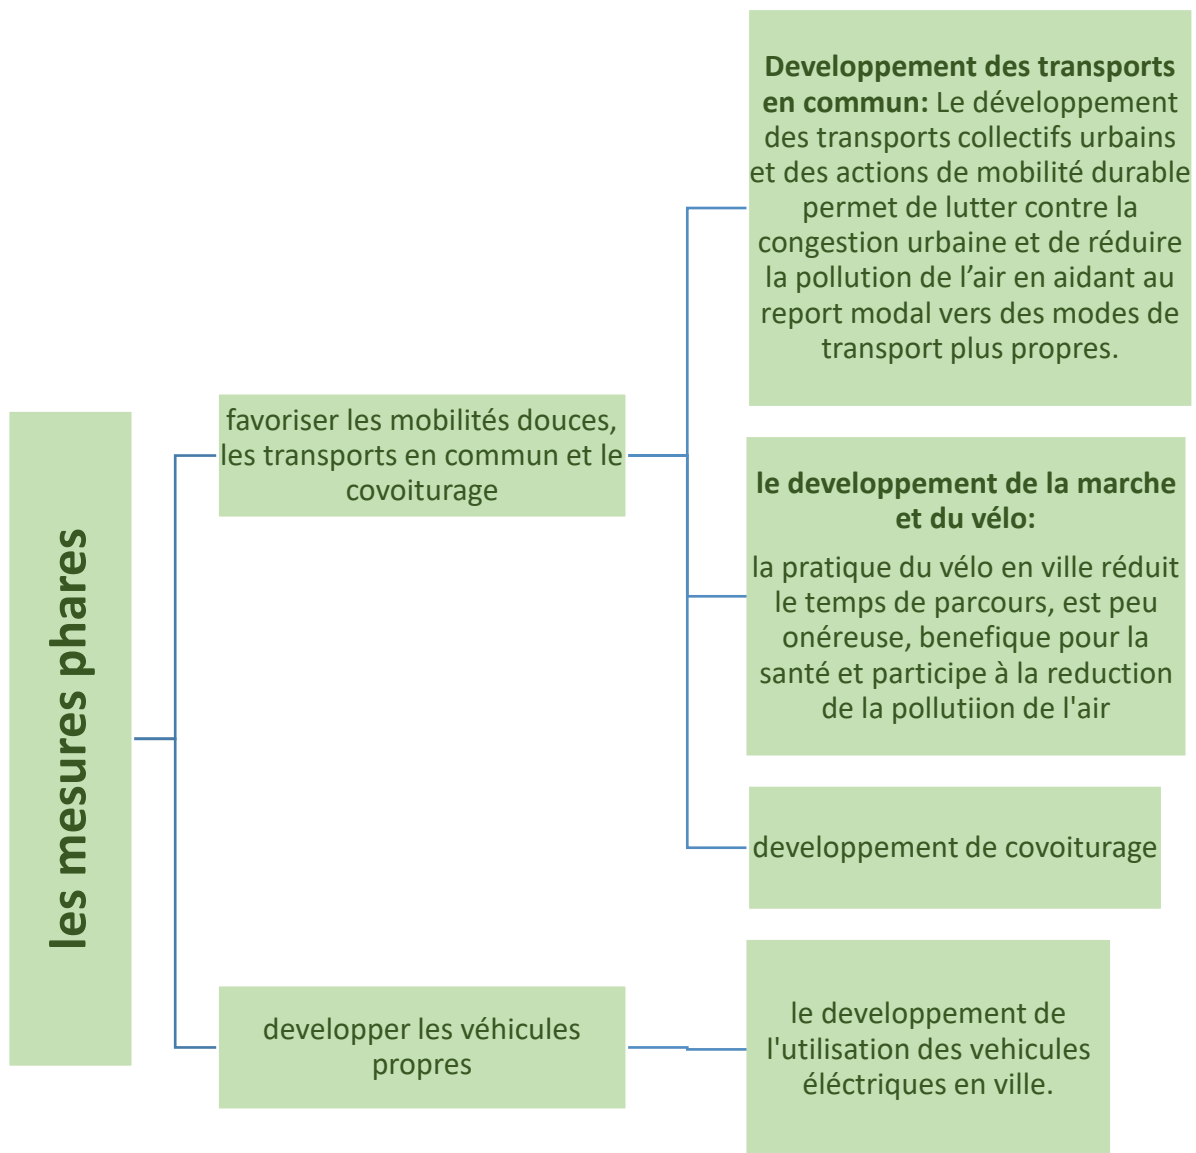 les mesures phares
favoriser les mobilités douces,
les transports en commun et le
covoiturage
Developpement des transports
en commun: Le développement
des transports collectifs urbains
et des actions de mobilité durable
permet de lutter contre la
congestion urbaine et de réduire
la pollution de l’air en aidant au
report modal vers des modes de
transport plus propres.
le developpement de la marche
et du vélo:
la pratique du vélo en ville réduit
le temps de parcours, est peu
onéreuse, benefique pour la
santé et participe à la reduction
de la pollutiion de l'air
developpement de covoiturage
developper les véhicules
propres
le developpement de
l'utilisation des vehicules
éléctriques en ville.